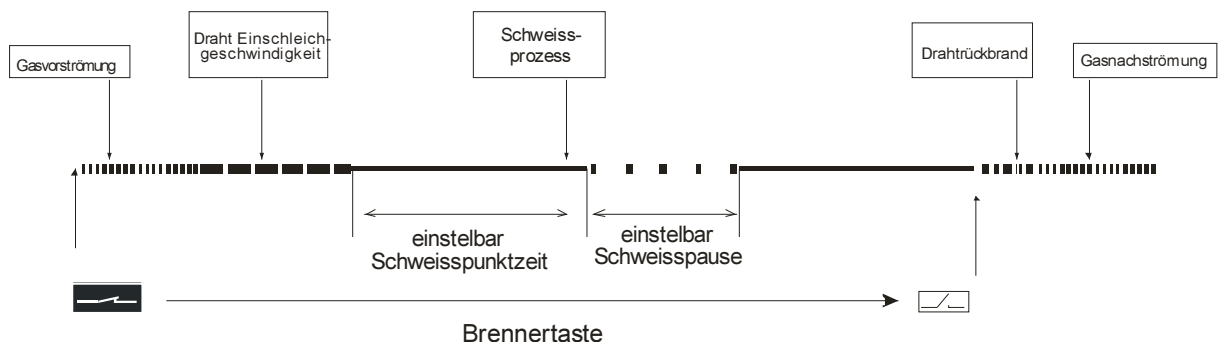 Gasvorströmung
Draht Einschleich-
geschwindigkeit
Schweiss-
prozess
Drahtrückbrand
Gasnachströmung
einstelbar
Schweisspunktzeit
einstelbar
Schweisspause
Brennertaste